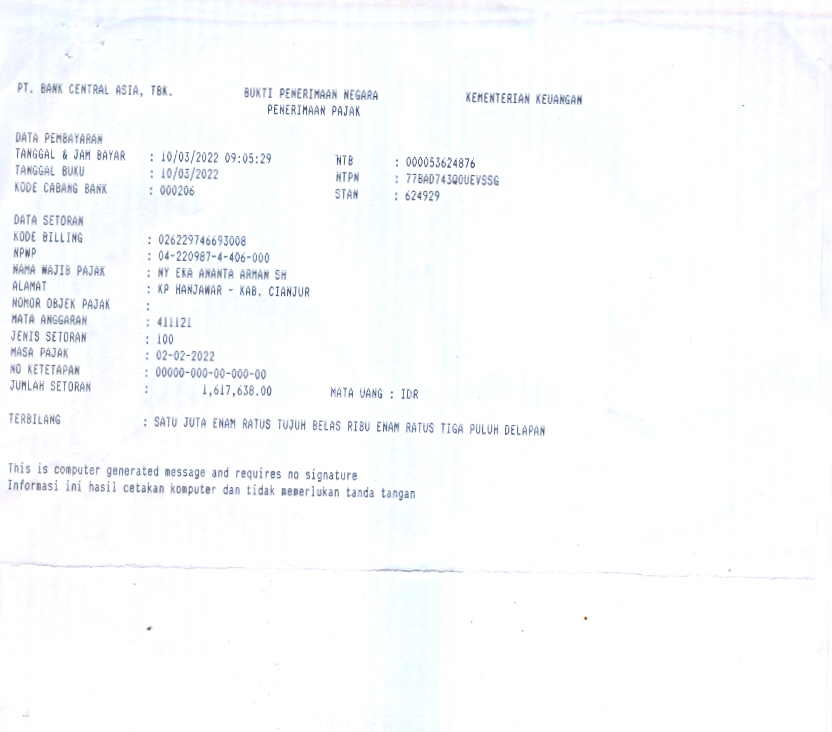 PT. BANK CENTRAL ASIA, TBK. BUKTI PENERIMAAN NEGARA KEMENTERIAN KEUANGAN
PENERIMAAN PAJAK
DATA PEMBAYARAN
TANGGAL & JAM BAYAR : 10/03/2022 09:05:29 NTB : 000053624876
TANGGAL BUKU : 10/03/2022 NTPN : 77BAD743Q0UEVSSG
KODE CABANG BANK : 000206 STAN : 624929
DATA SETORAN
KODE BILLING : 026229746693008
NPWP : 04-220987-4-406-000
NAMA WAJIB PAJAK : NY EKA ANANTA ARMAN SH
ALAMAT : KP HANJAWAR - KAB. CIANJUR
NOMOR OBJEK PAJAK :
MATA ANGGARAN : 411121
JENIS SETORAN : 100
MASA PAJAK : 02-02-2022
NO KETETAPAN : 00000-000-00-000-00
JUMLAH SETORAN : 1,617,638.00 MATA UANG : IDR
TERBILANG : SATU JUTA ENAM RATUS TUJUH BELAS RIBU ENAM RATUS TIGA PULUH DELAPAN
This is computer generated message and requires no signature
Informasi ini hasil cetakan komputer dan tidak memerlukan tanda tangan